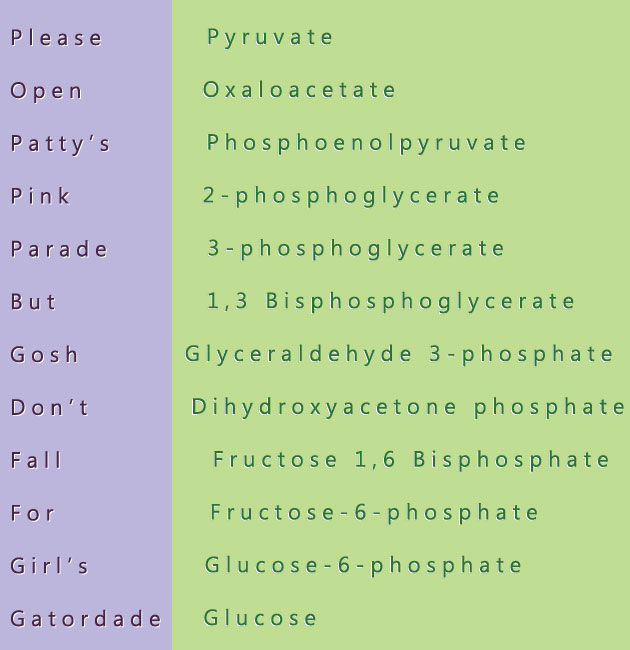 Please Pyruvate
Open Oxaloacetate
Patty’s Phosphoenolpyruvate
Pink 2-phosphoglycerate
Parade 3-phosphoglycerate
But 1,3 Bisphosphoglycerate
Gosh Glyceraldehyde 3-phosphate
Don’t Dihydroxyacetone phosphate
Fall Fructose 1,6 Bisphosphate
For Fructose-6-phosphate
Girl’s Glucose-6-phosphate
Gatordade Glucose